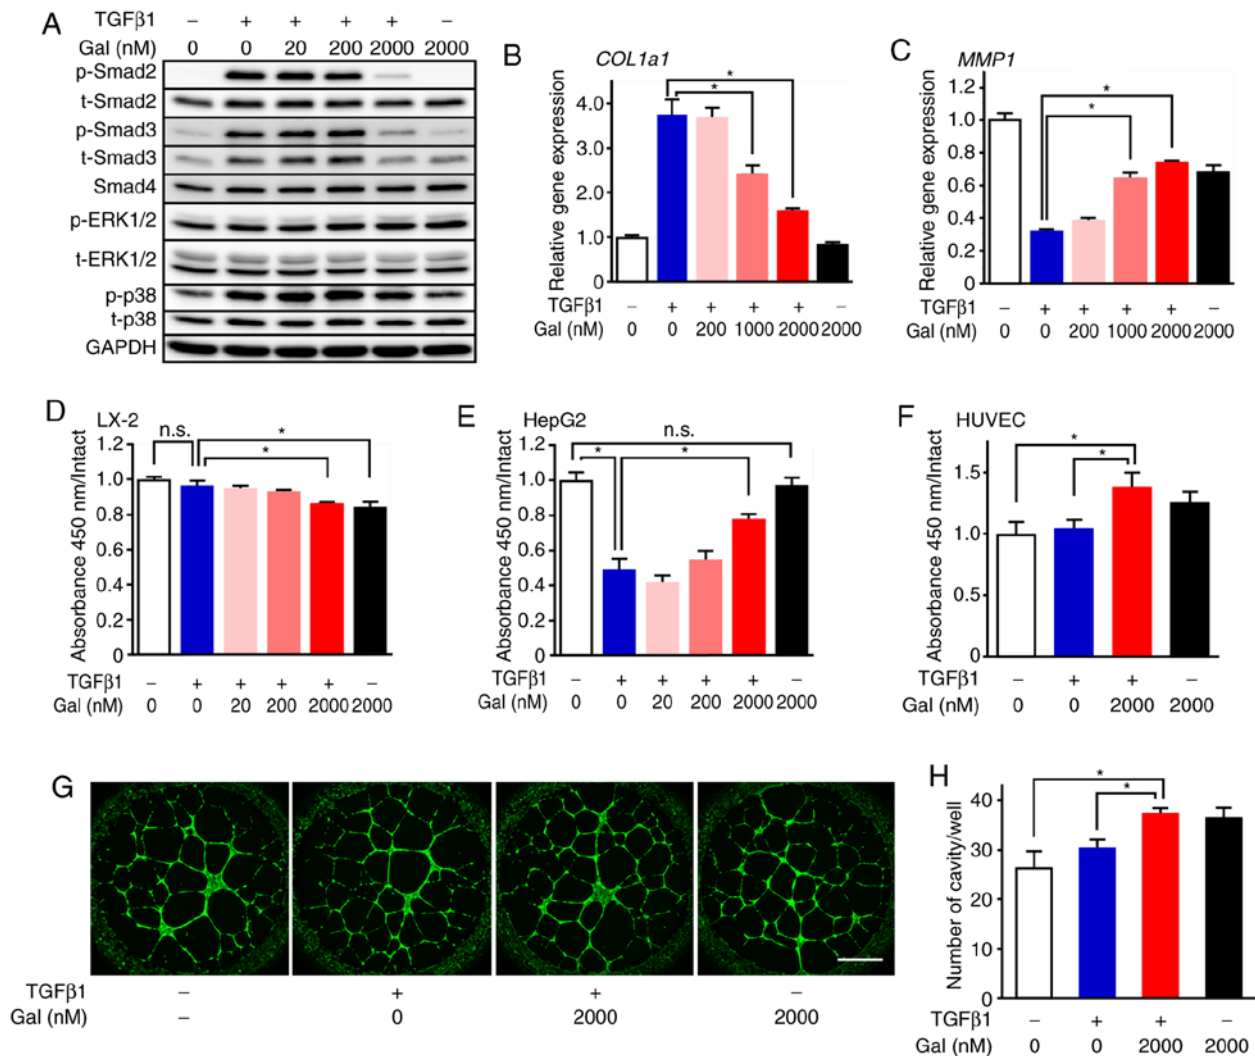 A
TGFβ1 − + + + + −
Gal (nM) 0 0 20 200 2000 2000
p-Smad2
t-Smad2
p-Smad3
t-Smad3
Smad4
p-ERK1/2
t-ERK1/2
p-p38
t-p38
GAPDH
B
COL1a1
Relative gene expression
4.0
3.0
2.0
1.0
0
* *
TGFβ1 − + + + + −
Gal (nM) 0 0 200 1000 2000 2000
C
MMP1
Relative gene expression
1.2
1.0
0.8
0.6
0.4
0.2
0
* *
TGFβ1 − + + + + −
Gal (nM) 0 0 200 1000 2000 2000
D
LX-2
Absorbance 450 nm/Intact
1.2
1.0
0.8
0.6
0.4
0.2
0
n.s. * *
TGFβ1 − + + + + −
Gal (nM) 0 0 20 200 2000 2000
E
HepG2
Absorbance 450 nm/Intact
1.2
1.0
0.8
0.6
0.4
0.2
0
n.s.
* *
TGFβ1 − + + + + −
Gal (nM) 0 0 20 200 2000 2000
F
HUVEC
Absorbance 450 nm/Intact
1.5
1.0
0.5
0
* *
TGFβ1 − + + −
Gal (nM) 0 0 2000 2000
G
TGFβ1 − + + −
Gal (nM) − 0 2000 2000
H
Number of cavity/well
40
30
20
10
0
* *
TGFβ1 − + + −
Gal (nM) 0 0 2000 2000